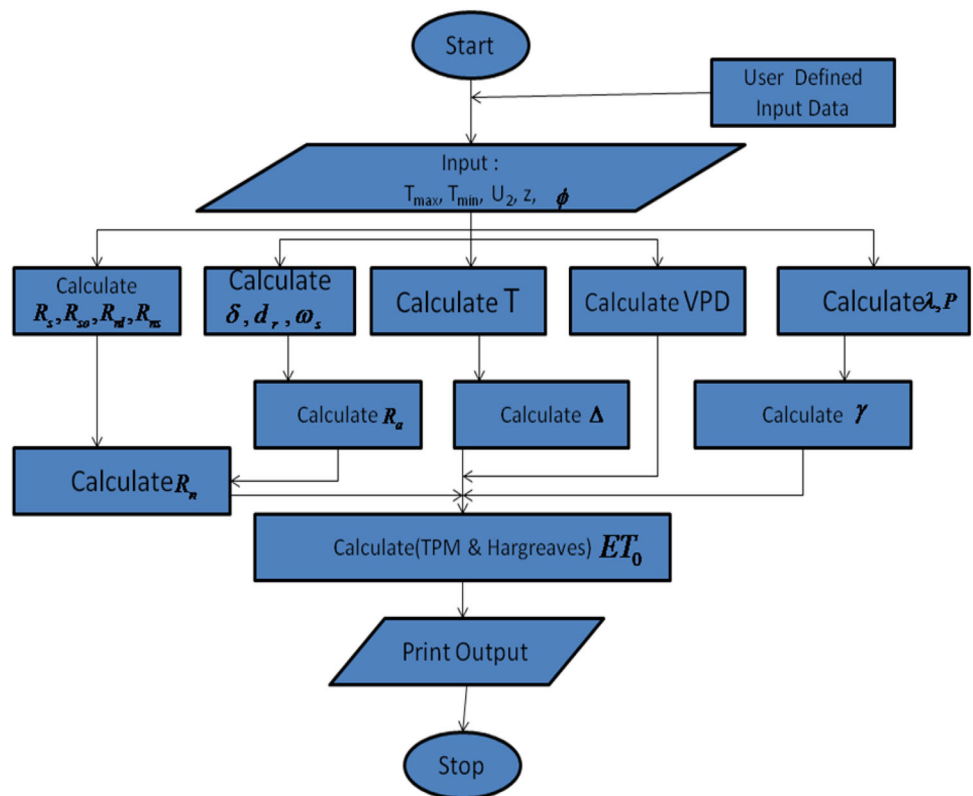 Start
User Defined
Input Data
Input :
Tmax, Tmin, U2, z, ϕ
Calculate
Rs, Rso, Rnl, Rns
Calculate
δ, dr, ωs
Calculate T
Calculate VPD
Calculate λ, P
Calculate Ra
Calculate Δ
Calculate γ
Calculate Rn
Calculate(TPM & Hargreaves) ET0
Print Output
Stop